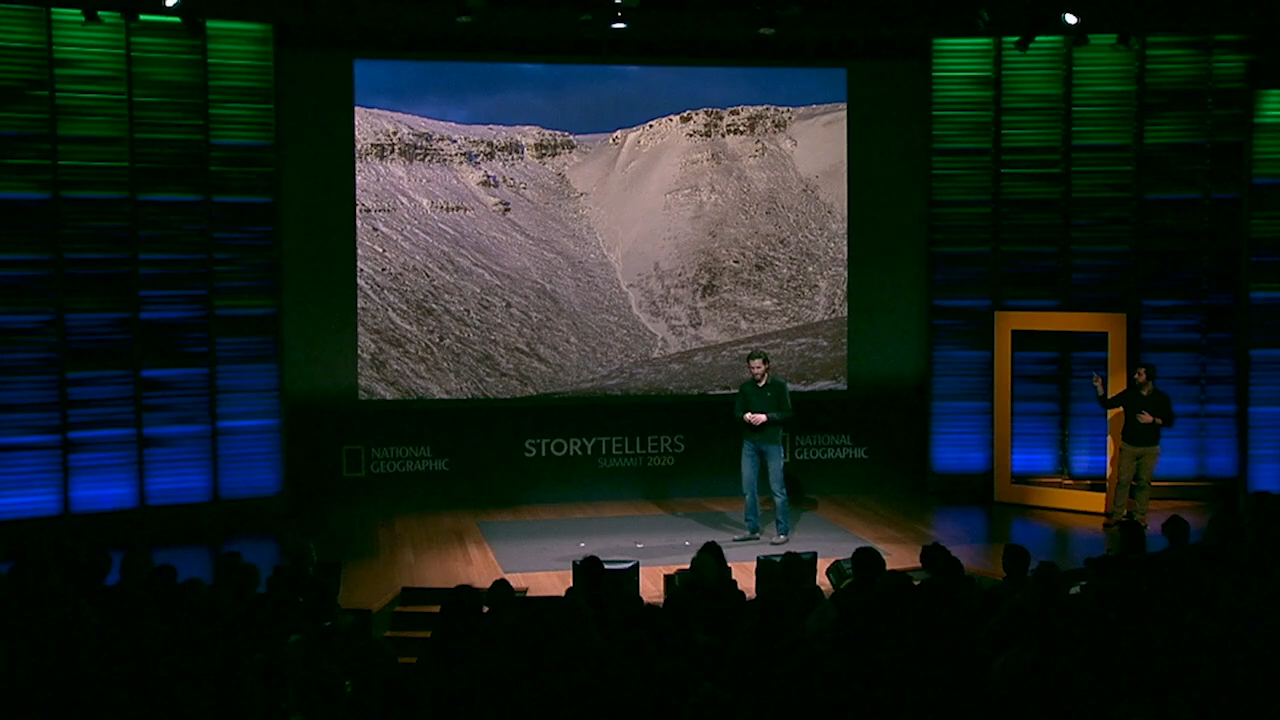 NATIONAL
GEOGRAPHIC
STORYTELLERS
SUMMIT 2020
NATIONAL
GEOGRAPHIC